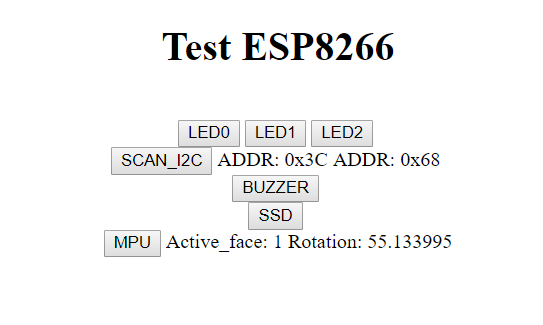 Test ESP8266
LED0 LED1 LED2
SCAN_I2C ADDR: 0x3C ADDR: 0x68
BUZZER
SSD
MPU Active_face: 1 Rotation: 55.133995